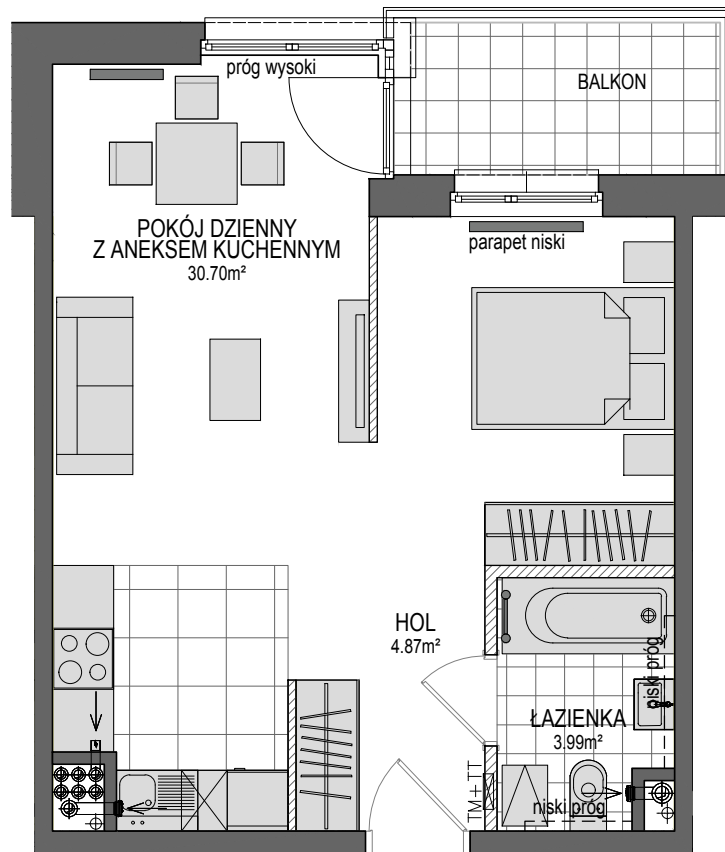 próg wysoki
BALKON
POKÓJ DZIENNY
Z ANEKSEM KUCHENNYM
30.70m²
parapet niski
HOL
4.87m²
niski próg
ŁAZIENKA
3.99m²
TM+TT
niski próg